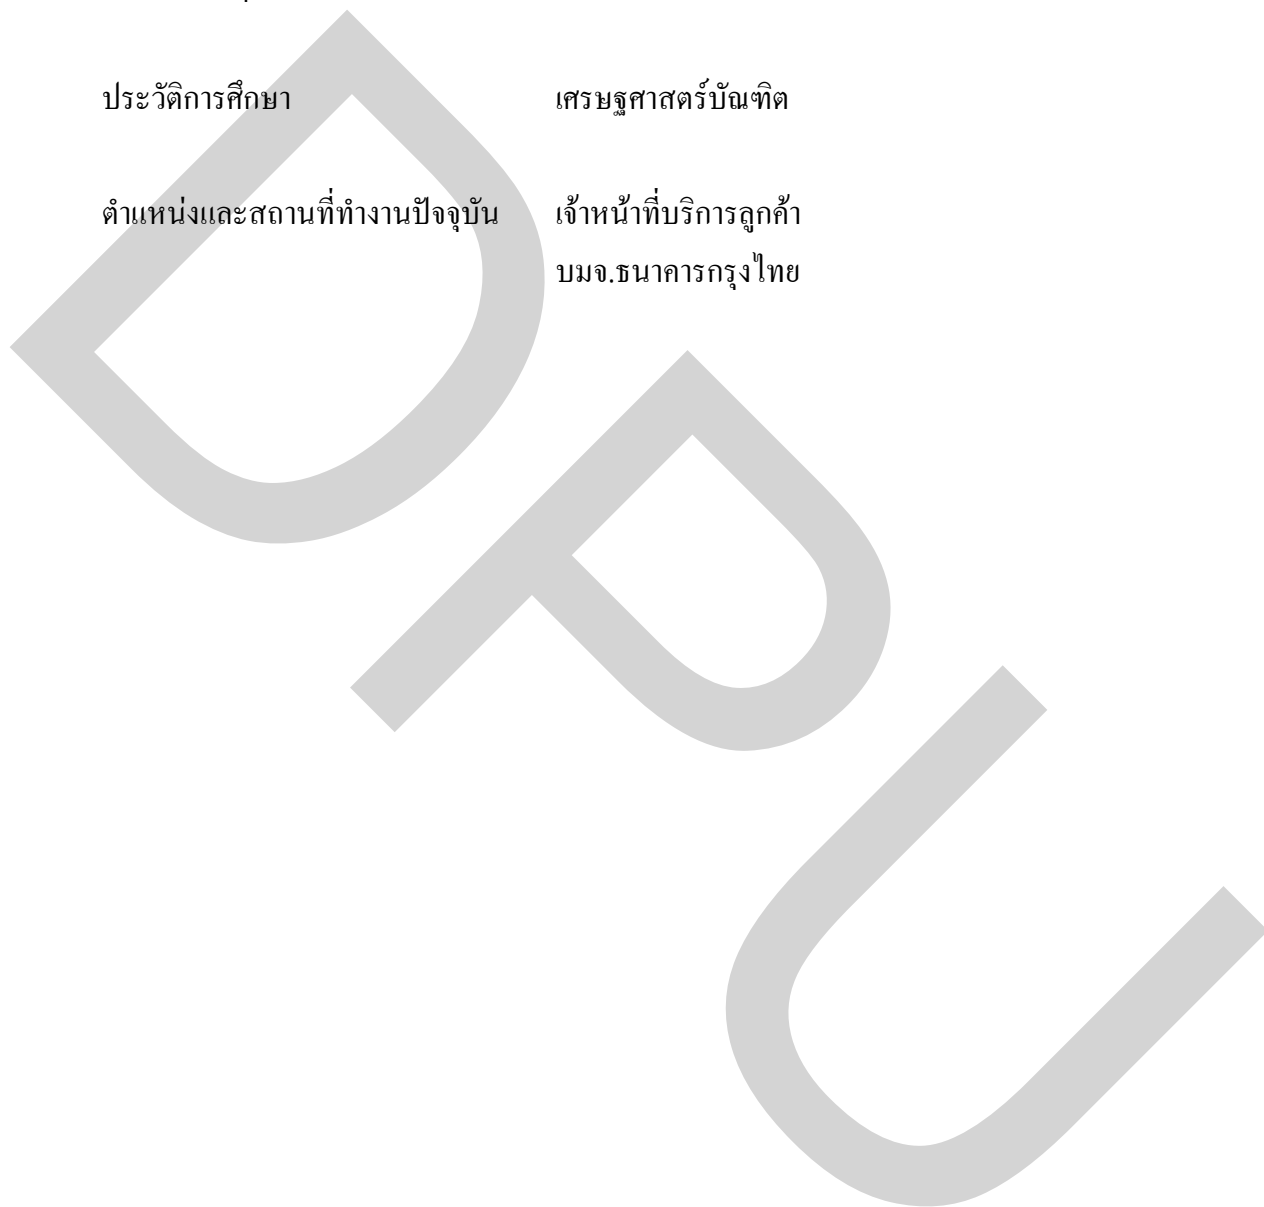 ประวัติการศึกษา เศรษฐศาสตร์บัณฑิต
ตำแหน่งและสถานที่ทำงานปัจจุบัน เจ้าหน้าที่บริการลูกค้า
บมจ.ธนาคารกรุงไทย
DPU